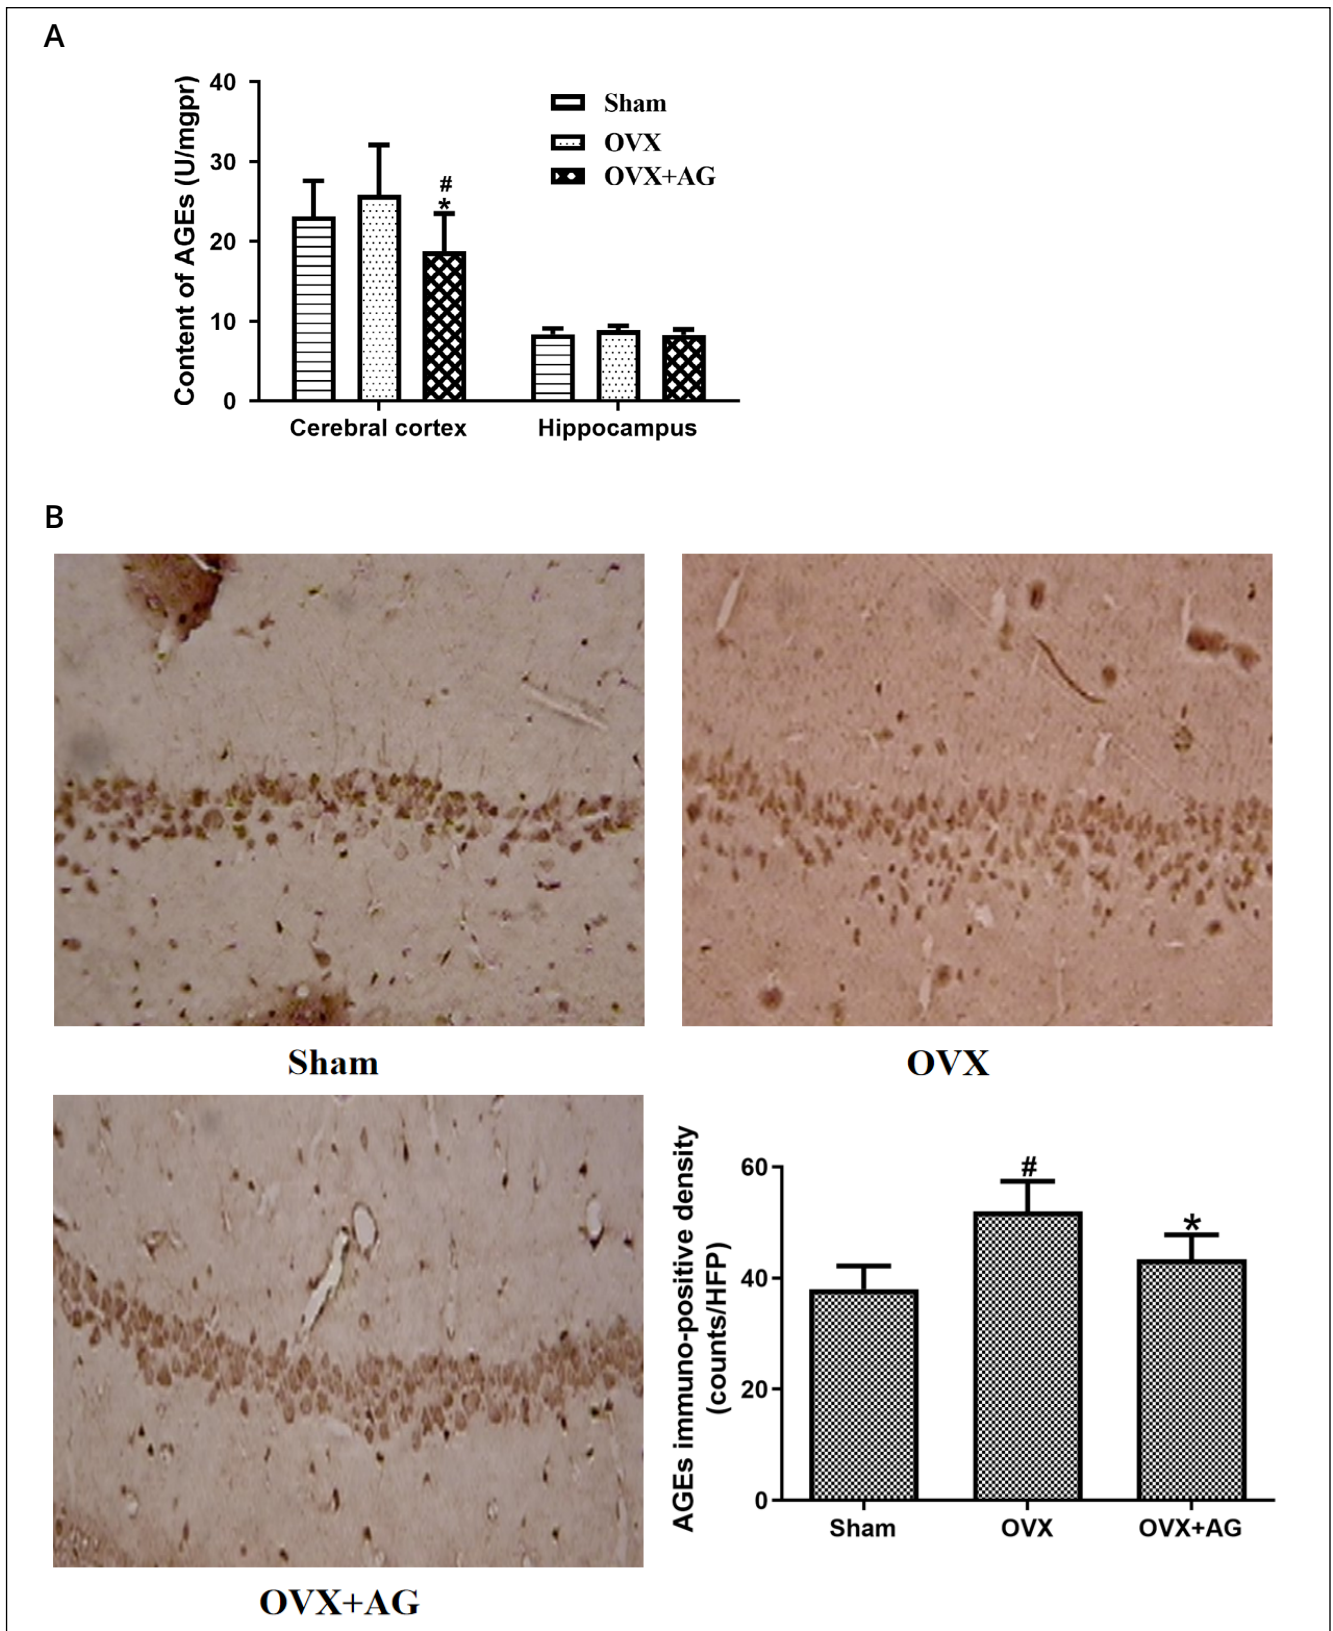 A
Content of AGEs (U/mgpr)
40
30
20
10
0
Sham
OVX
OVX+AG
#
*
Cerebral cortex
Hippocampus
B
Sham
OVX
OVX+AG
AGEs immuno-positive density
(counts/HFP)
60
40
20
0
#
*
Sham
OVX
OVX+AG